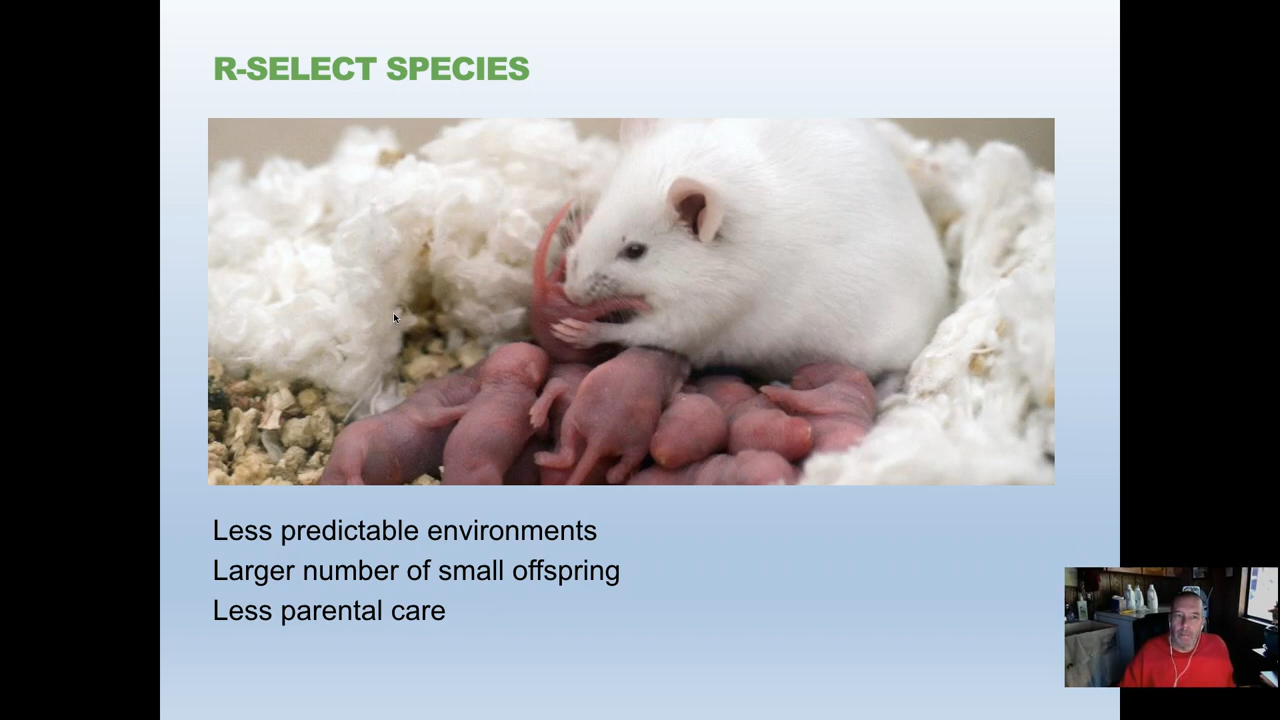 R-SELECT SPECIES
Less predictable environments
Larger number of small offspring
Less parental care